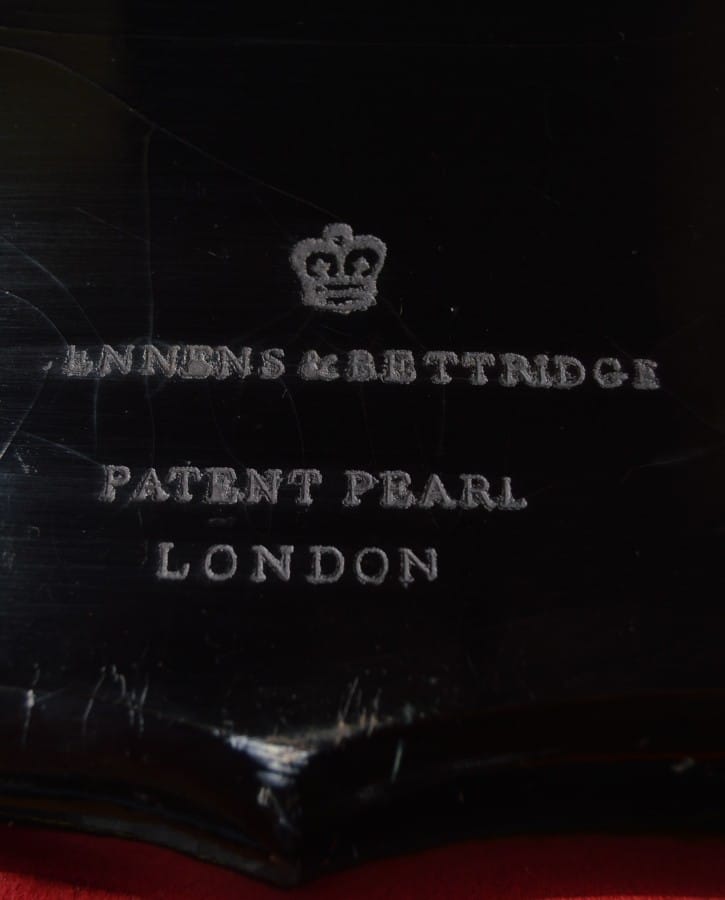 ENNENS & BETTRIDGE
PATENT PEARL
LONDON